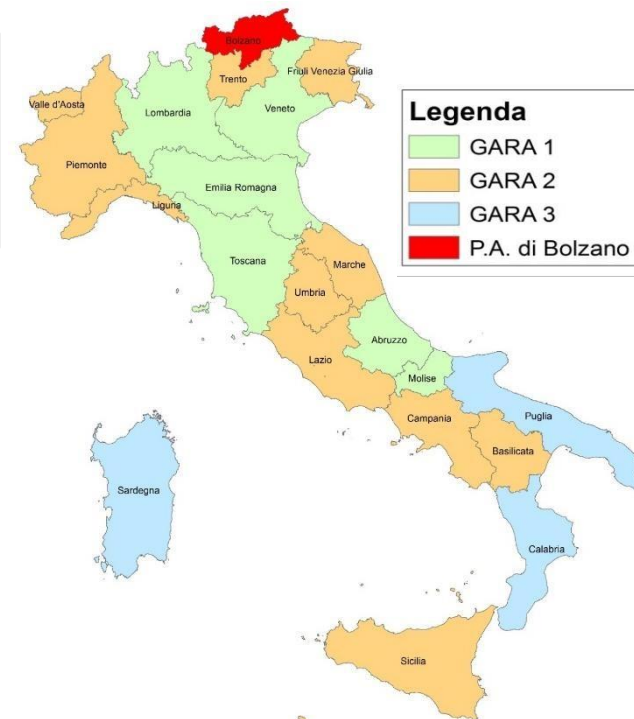 Bolzano
Trento
Friuli Venezia Giulia
Valle d'Aosta
Lombardia
Veneto
Piemonte
Emilia Romagna
Liguria
Toscana
Marche
Umbria
Lazio
Abruzzo
Molise
Campania
Puglia
Basilicata
Sardegna
Calabria
Sicilia
Legenda
GARA 1
GARA 2
GARA 3
P.A. di Bolzano